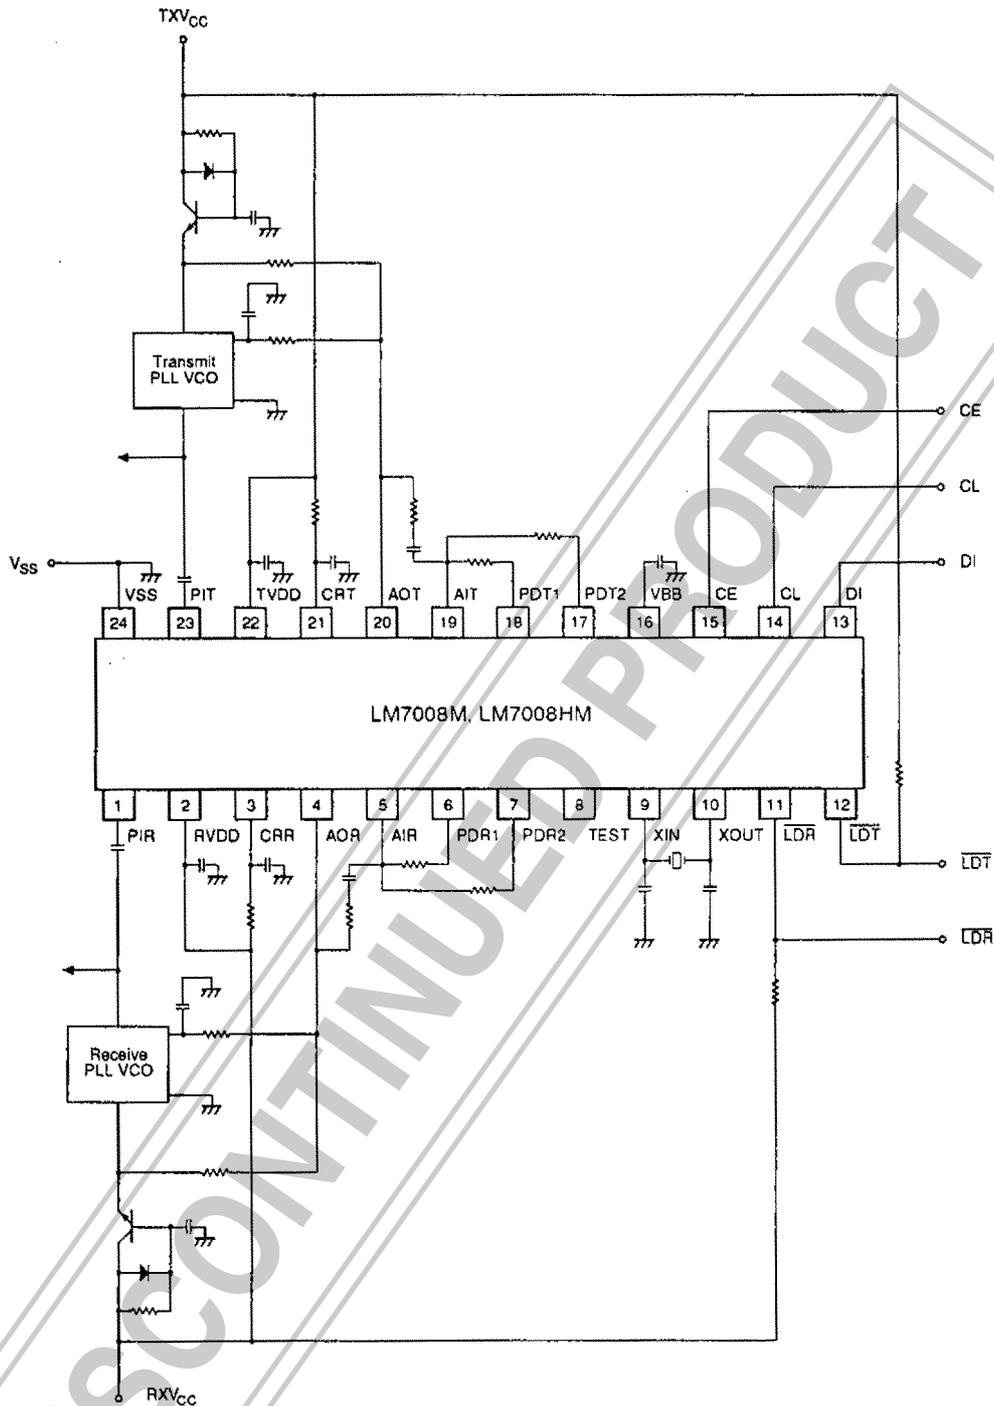 TXVCC
Transmit
PLL VCO
CE
CL
DI
VSS
VSS PIT TVDD CRT AOT AIT PDT1 PDT2 VBB CE CL DI
24 23 22 21 20 19 18 17 16 15 14 13
LM7008M, LM7008HM
1 2 3 4 5 6 7 8 9 10 11 12
PIR RVDD CRR AOR AIR PDR1 PDR2 TEST XIN XOUT LDR LDT
LDT
LDR
Receive
PLL VCO
RXVCC
SCONTINUED PRODUCT